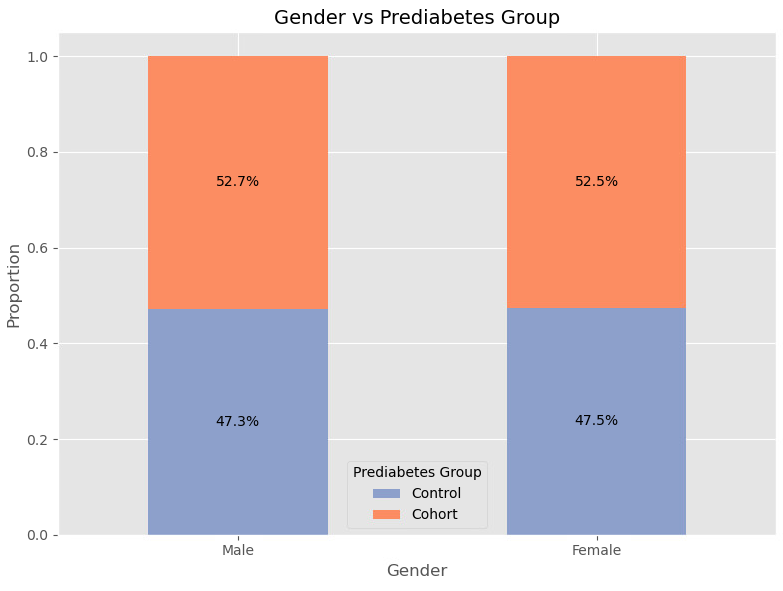 Gender vs Prediabetes Group
Proportion
1.0
0.8
0.6
0.4
0.2
0.0
52.7%
52.5%
47.3%
47.5%
Prediabetes Group
Control
Cohort
Male
Female
Gender